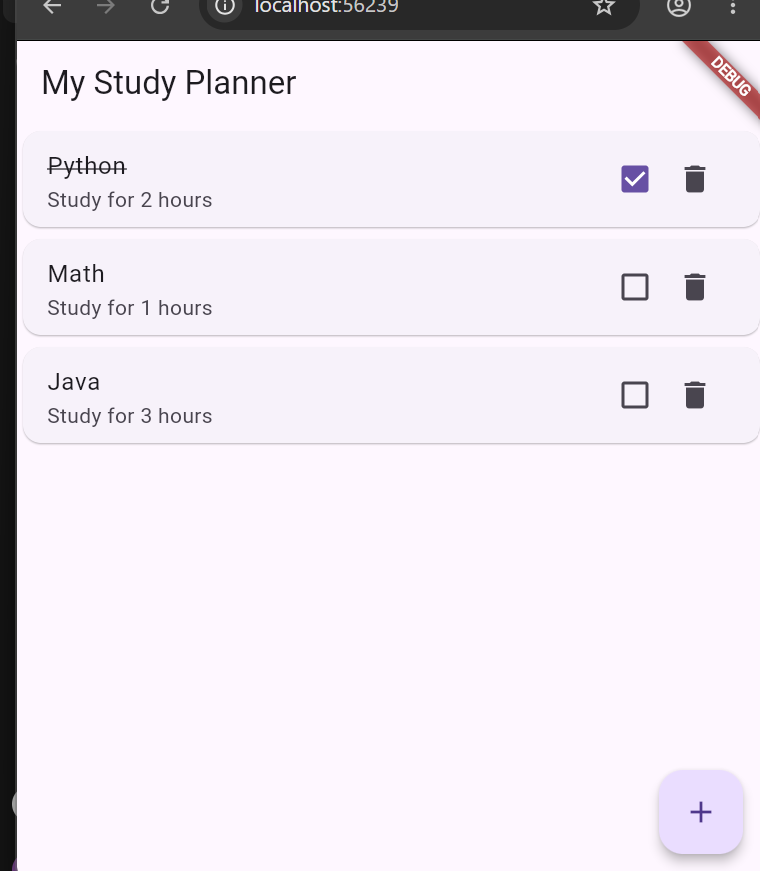 localhost:56239
My Study Planner
DEBUG
Python
Study for 2 hours
Math
Study for 1 hours
Java
Study for 3 hours